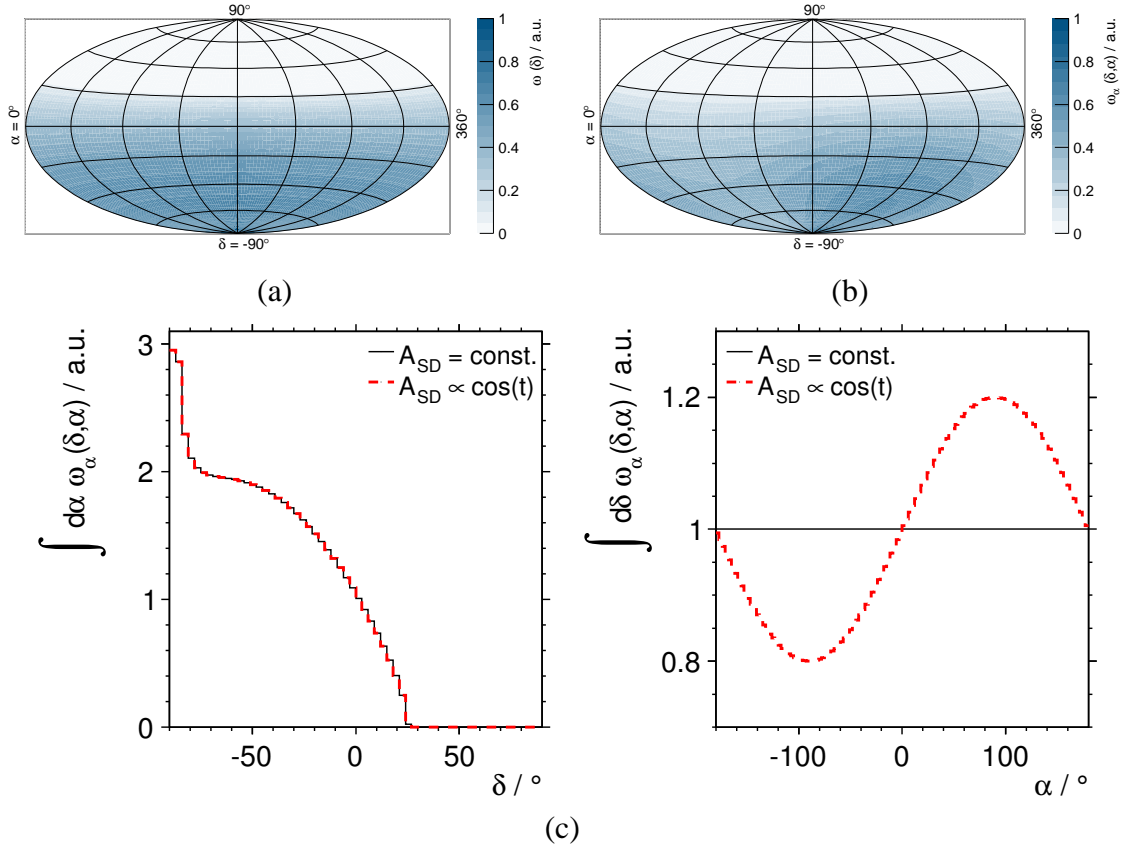 90°
α = 0°
360°
δ = -90°
1
0.8
0.6
0.4
0.2
0
ω (δ) / a.u.
(a)
90°
α = 0°
360°
δ = -90°
1
0.8
0.6
0.4
0.2
0
ω_α (δ,α) / a.u.
(b)
∫ dα ω_α(δ,α) / a.u.
3
2
1
0
A_SD = const.
A_SD ∝ cos(t)
-50 0 50
δ / °
∫ dδ ω_α(δ,α) / a.u.
1.2
1
0.8
A_SD = const.
A_SD ∝ cos(t)
-100 0 100
α / °
(c)